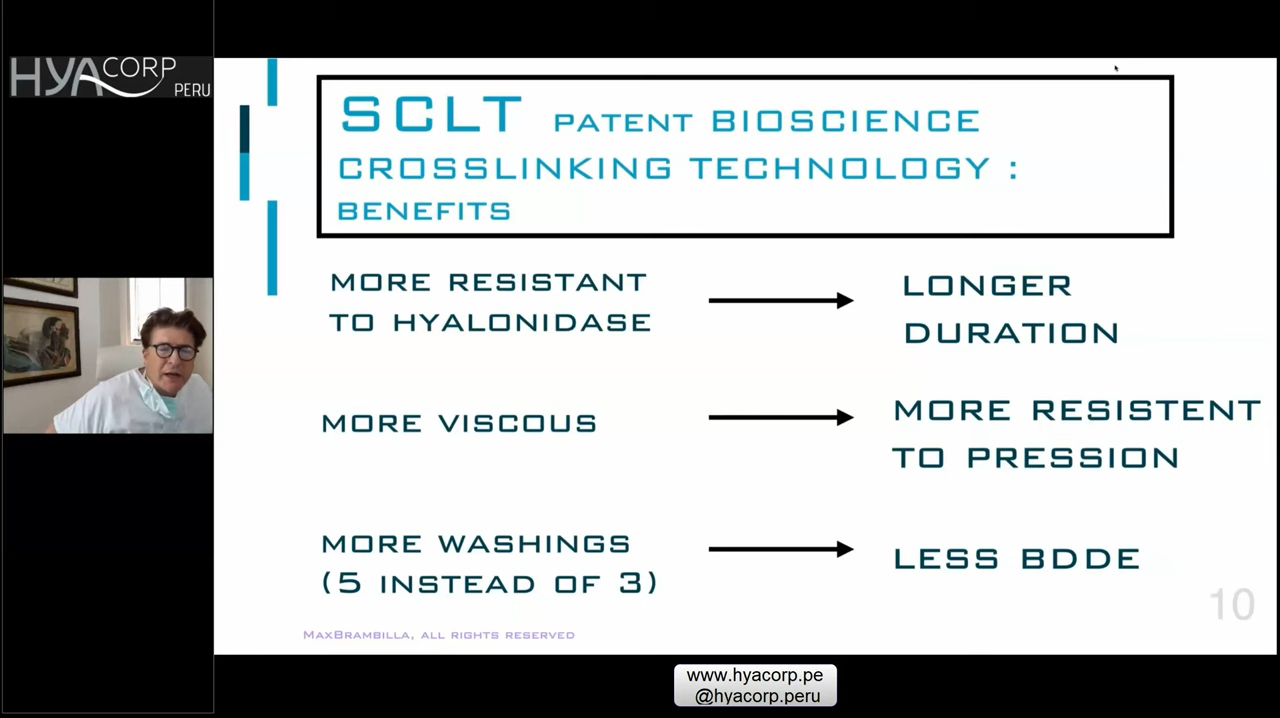 HYACORP
PERU
SCLT PATENT BIOSCIENCE
CROSSLINKING TECHNOLOGY :
BENEFITS
MORE RESISTANT
TO HYALONIDASE
LONGER
DURATION
MORE VISCOUS
MORE RESISTENT
TO PRESSION
MORE WASHINGS
(5 INSTEAD OF 3)
LESS BDDE
10
MAXBRAMBILLA, ALL RIGHTS RESERVED
www.hyacorp.pe
@hyacorp.peru